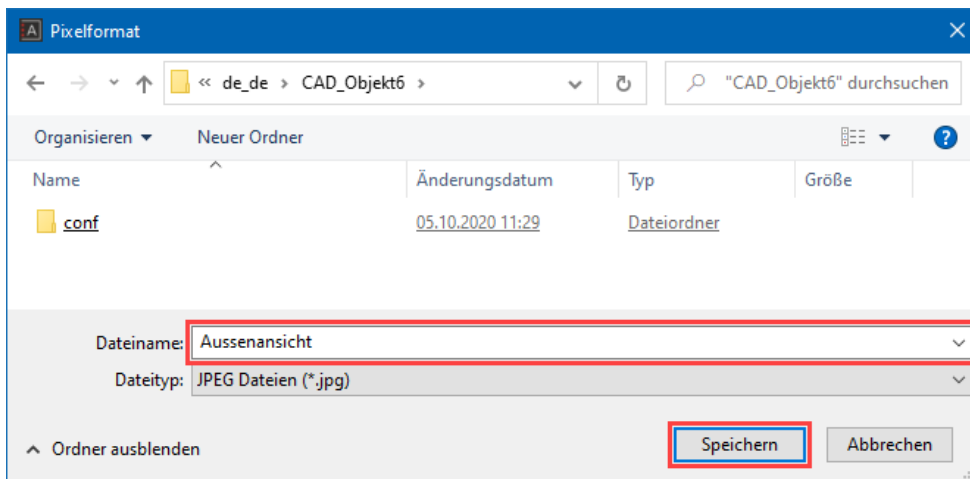 Pixelformat
« de_de › CAD_Objekt6 › "CAD_Objekt6" durchsuchen
Organisieren Neuer Ordner
Name Änderungsdatum Typ Größe
conf 05.10.2020 11:29 Dateiordner
Dateiname: Aussenansicht
Dateityp: JPEG Dateien (*.jpg)
Ordner ausblenden Speichern Abbrechen